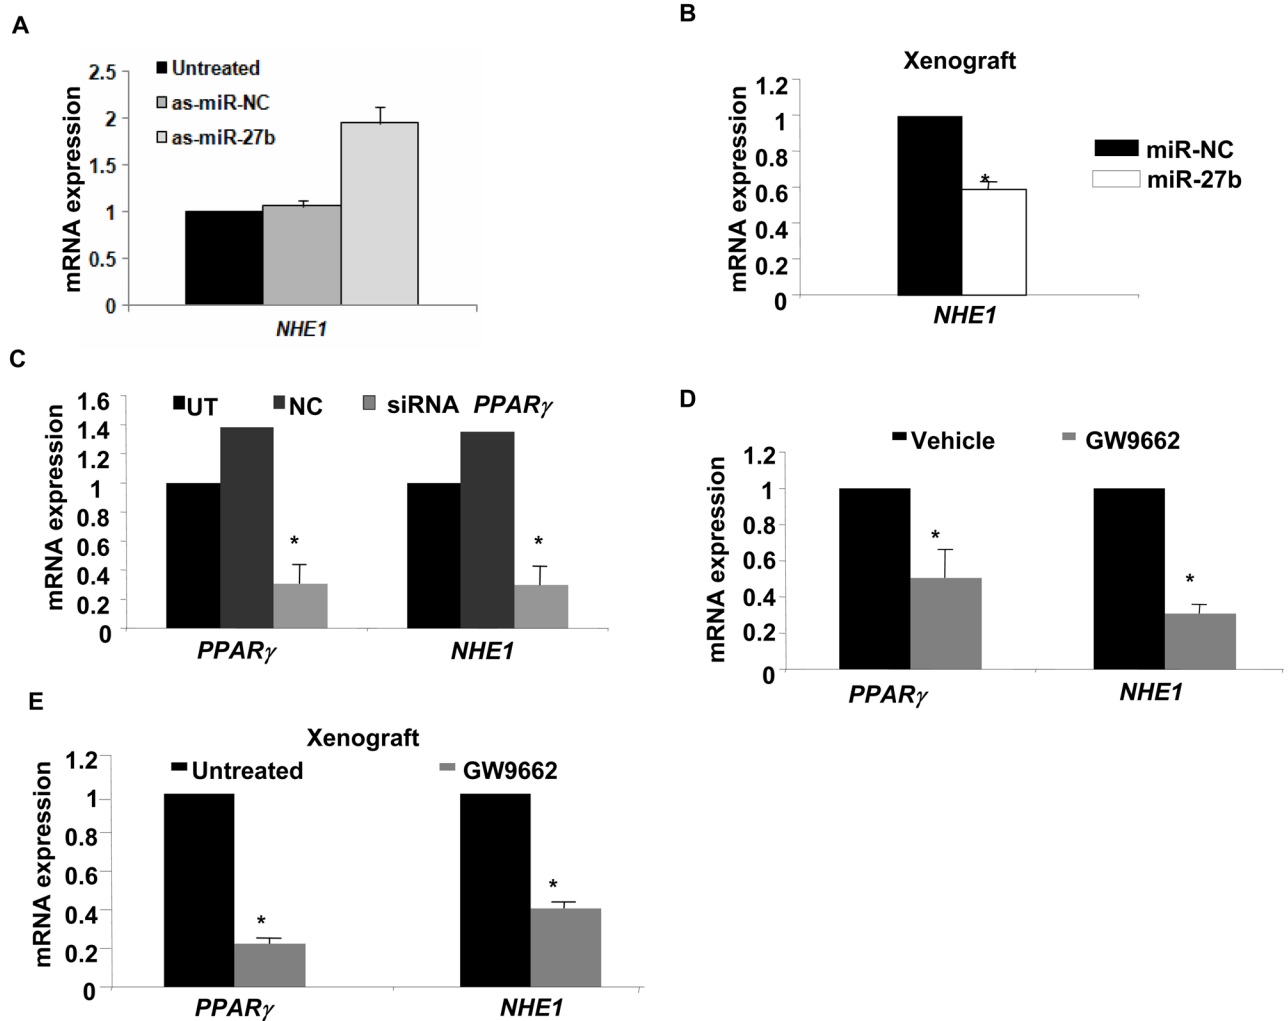 A
mRNA expression
2.5
2
1.5
1
0.5
0
Untreated
as-miR-NC
as-miR-27b
NHE1
B
Xenograft
mRNA expression
1.2
1
0.8
0.6
0.4
0.2
0
*
miR-NC
miR-27b
NHE1
C
mRNA expression
1.6
1.4
1.2
1
0.8
0.6
0.4
0.2
0
UT NC siRNA PPARγ
* *
PPARγ NHE1
D
mRNA expression
1.2
1
0.8
0.6
0.4
0.2
0
Vehicle GW9662
* *
PPARγ NHE1
E
Xenograft
mRNA expression
1.2
1
0.8
0.6
0.4
0.2
0
Untreated GW9662
* *
PPARγ NHE1